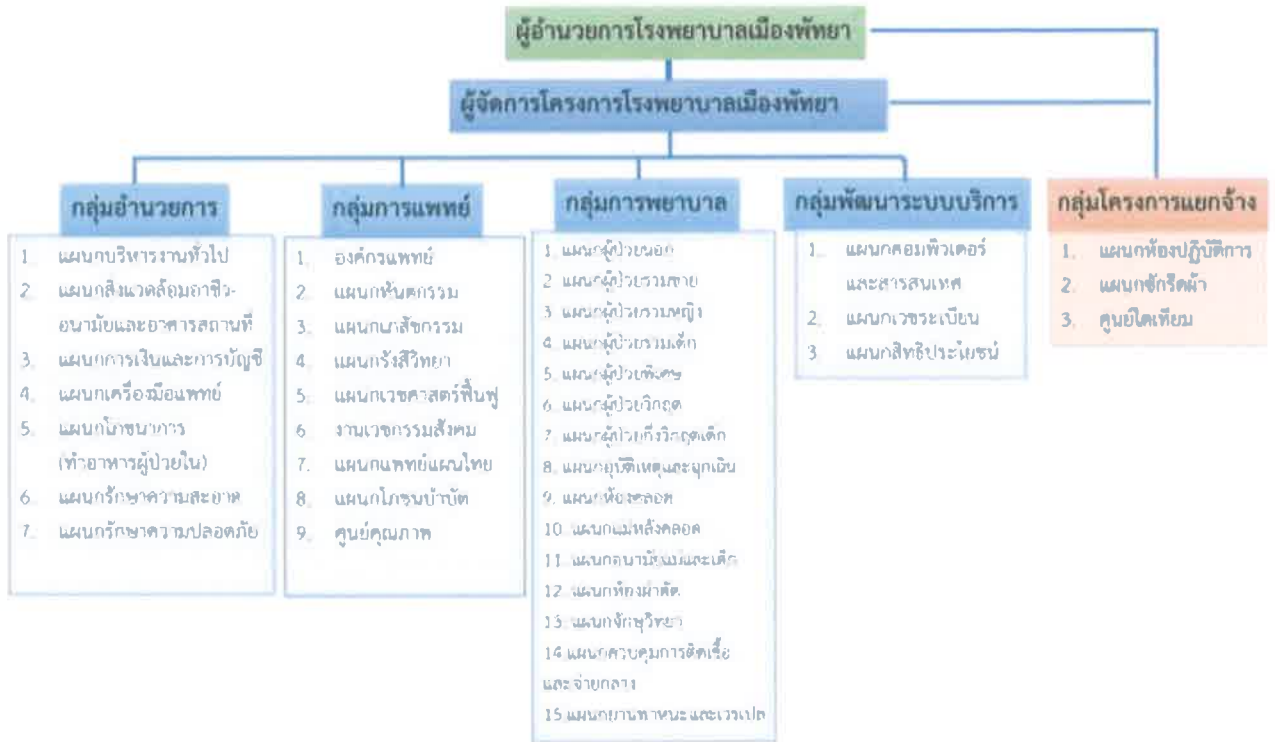 ผู้อำนวยการโรงพยาบาลเมืองพัทยา
ผู้จัดการโครงการโรงพยาบาลเมืองพัทยา
กลุ่มอำนวยการ
1. แผนกบริหารงานทั่วไป
2. แผนกสิ่งแวดล้อมอาชีว-
อนามัยและอาคารสถานที่
3. แผนกการเงินและการบัญชี
4. แผนกเครื่องมือแพทย์
5. แผนกโภชนาการ
(ทำอาหารผู้ป่วยใน)
6. แผนกรักษาความสะอาด
7. แผนกรักษาความปลอดภัย
กลุ่มการแพทย์
1. องค์กรแพทย์
2. แผนกทันตกรรม
3. แผนกเภสัชกรรม
4. แผนกรังสีวิทยา
5. แผนกเวชศาสตร์ฟื้นฟู
6. งานเวชกรรมสังคม
7. แผนกแพทย์แผนไทย
8. แผนกโภชนบำบัด
9. ศูนย์คุณภาพ
กลุ่มการพยาบาล
1. แผนกผู้ป่วยนอก
2 แผนกผู้ป่วยรวมชาย
3 แผนกผู้ป่วยรวมหญิง
4 แผนกผู้ป่วยรวมเด็ก
5. แผนกผู้ป่วยพิเศษ
6. แผนกผู้ป่วยวิกฤต
7. แผนกผู้ป่วยกึ่งวิกฤตเด็ก
8. แผนกอุบัติเหตุและฉุกเฉิน
9. แผนกห้องคลอด
10. แผนกแม่หลังคลอด
11. แผนกอนามัยแม่และเด็ก
12. แผนกห้องผ่าตัด
13. แผนกจักษุวิทยา
14.แผนกควบคุมการติดเชื้อ
และจ่ายกลาง
15.แผนกยานพาหนะและเวรเปล
กลุ่มพัฒนาระบบบริการ
1. แผนกคอมพิวเตอร์
และสารสนเทศ
2. แผนกเวชระเบียน
3 แผนกสิทธิประโยชน์
กลุ่มโครงการแยกจ้าง
1. แผนกห้องปฏิบัติการ
2. แผนกซักรีดผ้า
3. ศูนย์ไตเทียม